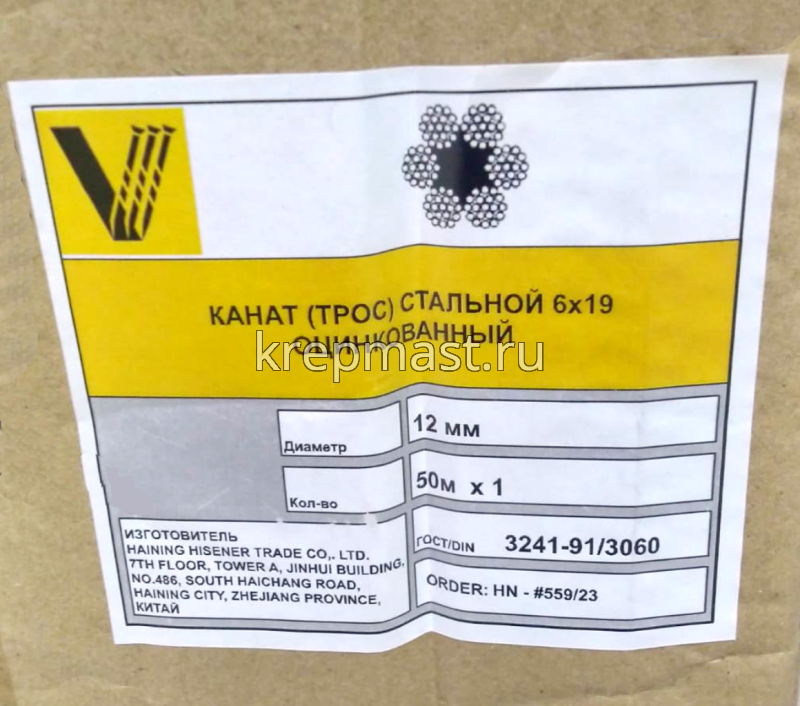 КАНАТ (ТРОС) СТАЛЬНОЙ 6x19
ОЦИНКОВАННЫЙ
krepmast.ru
Диаметр
12 мм
Кол-во
50м x 1
ИЗГОТОВИТЕЛЬ
HAINING HISENER TRADE CO,. LTD.
7TH FLOOR, TOWER A, JINHUI BUILDING,
NO.486, SOUTH HAICHANG ROAD,
HAINING CITY, ZHEJIANG PROVINCE,
КИТАЙ
ГОСТ/DIN 3241-91/3060
ORDER: HN - #559/23